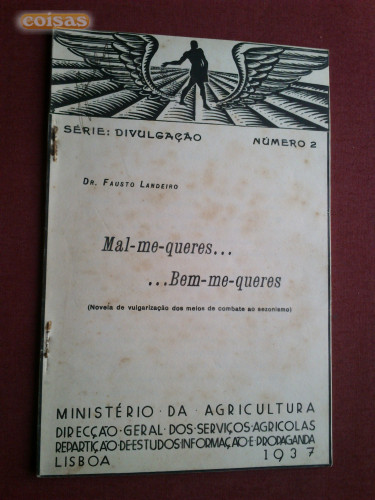 coisas
SÉRIE: DIVULGAÇÃO NÚMERO 2
DR. FAUSTO LANDEIRO
Mal-me-queres...
...Bem-me-queres
(Novela de vulgarização dos meios de combate ao sezonismo)
MINISTÉRIO · DA · AGRICULTURA
DIRECÇÃO · GERAL · DOS · SERVIÇOS · AGRICOLAS
REPARTIÇÃO · DE · ESTUDOS · INFORMAÇÃO · E · PROPAGANDA
LISBOA 1937